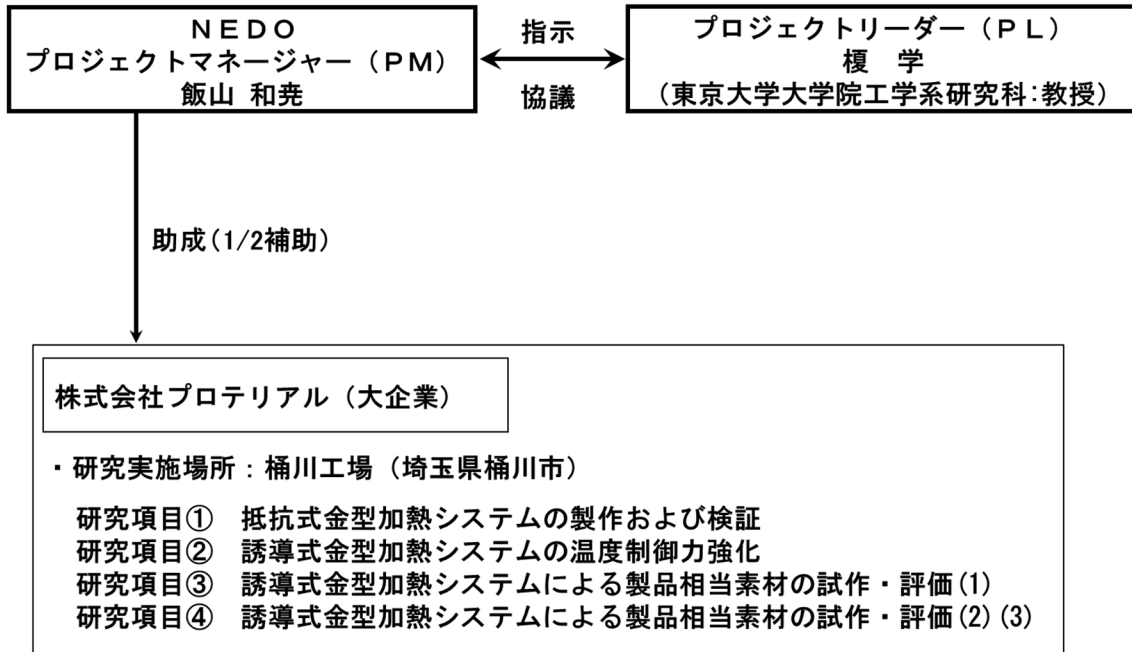 ＮＥＤＯ
プロジェクトマネージャー（ＰＭ）
飯山 和尭
指示
協議
プロジェクトリーダー（ＰＬ）
榎　学
（東京大学大学院工学系研究科：教授）
助成（1/2補助）
株式会社プロテリアル（大企業）
・研究実施場所：桶川工場（埼玉県桶川市）
研究項目①　抵抗式金型加熱システムの製作および検証
研究項目②　誘導式金型加熱システムの温度制御力強化
研究項目③　誘導式金型加熱システムによる製品相当素材の試作・評価(1)
研究項目④　誘導式金型加熱システムによる製品相当素材の試作・評価(2)(3)